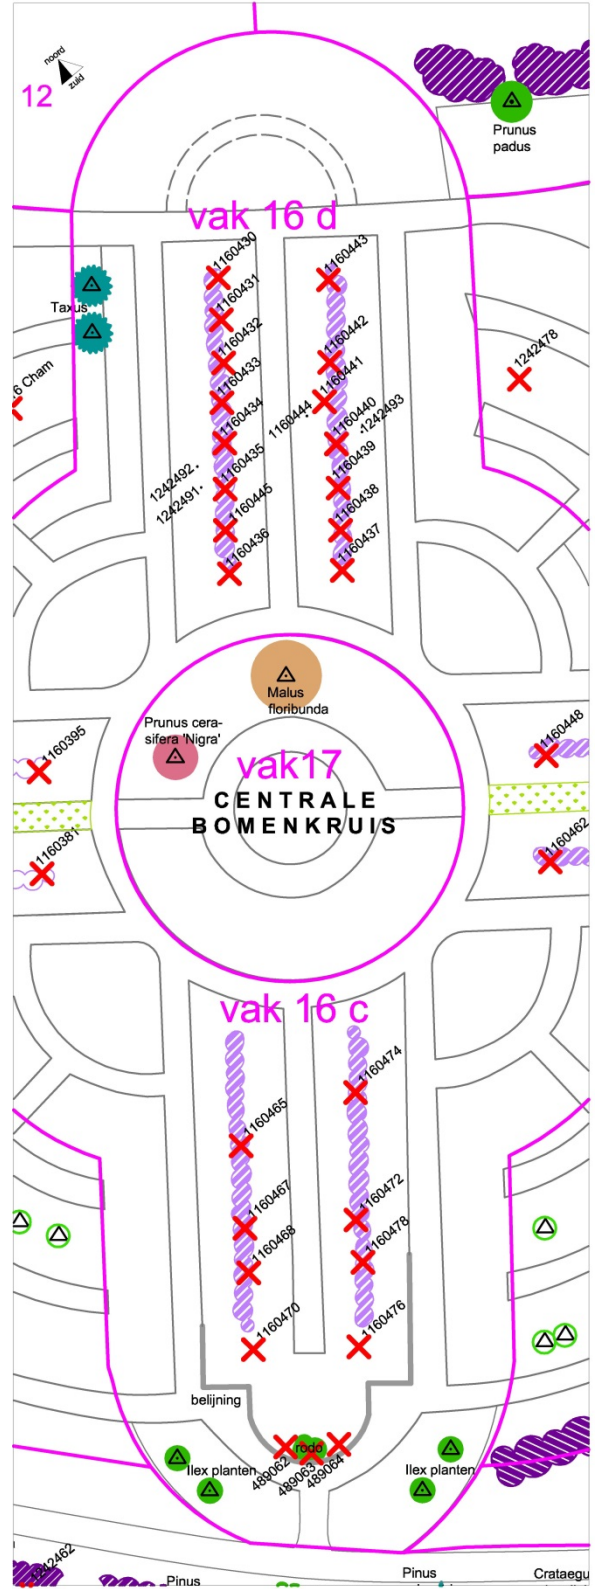 noord
zuid
12
Prunus
padus
vak 16 d
1160430
1160443
1160431
Taxus
1160432
1160442
1242478
.6 Cham
1160433
1160441
1160434
1160444
1160440
1242493
1242492
1160435
1160439
1242491
1160445
1160438
1160436
1160437
Malus
floribunda
Prunus cera-
sifera 'Nigra'
1160395
1160448
vak17
CENTRALE
BOMENKRUIS
1160381
1160462
vak 16 c
1160474
1160465
1160467
1160472
1160468
1160478
1160470
1160476
belijning
rodo
Ilex planten
489062
489063
489064
Ilex planten
1242462
Pinus
Pinus
Crataegu